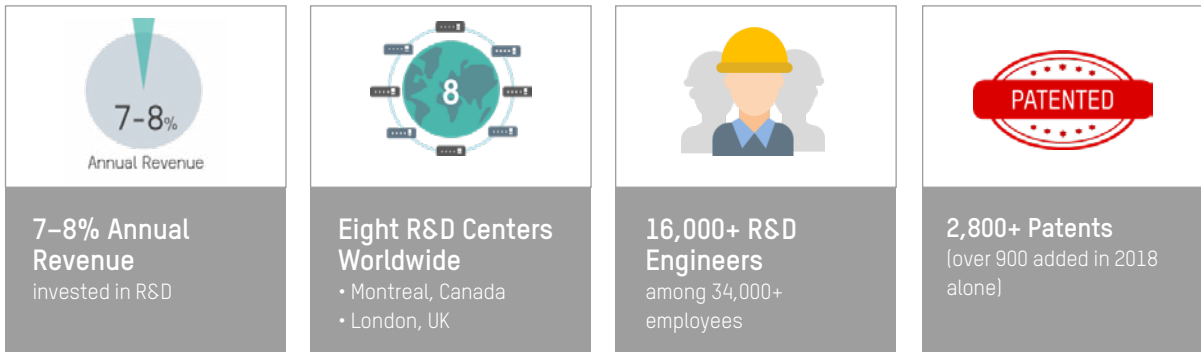 7-8%
Annual Revenue
7–8% Annual
Revenue
invested in R&D
8
Eight R&D Centers
Worldwide
• Montreal, Canada
• London, UK
16,000+ R&D
Engineers
among 34,000+
employees
PATENTED
2,800+ Patents
(over 900 added in 2018
alone)